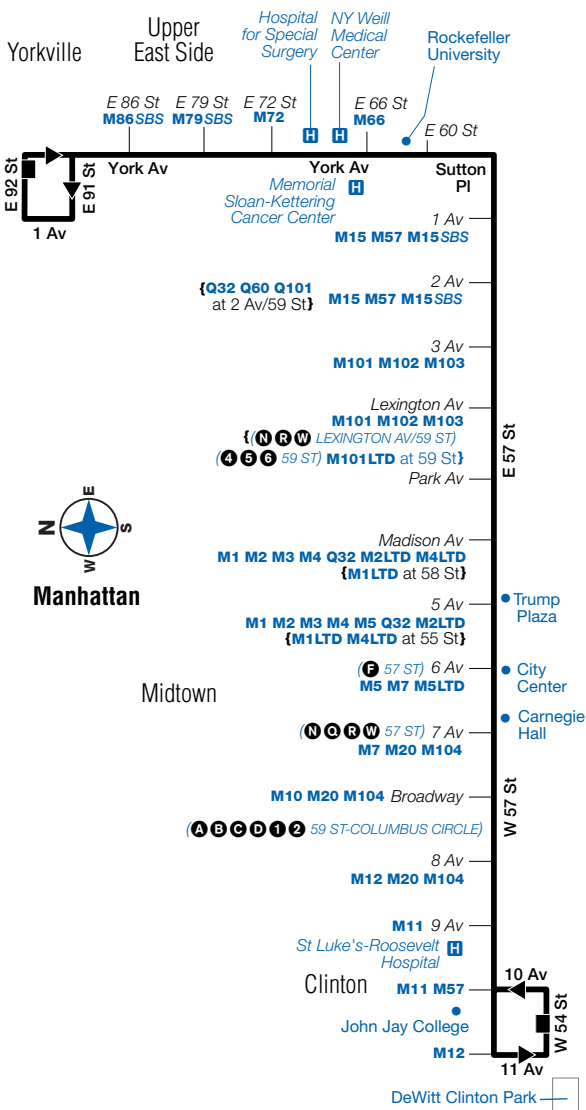 Yorkville
Upper
East Side
Hospital
for Special
Surgery
NY Weill
Medical
Center
Rockefeller
University
E 86 St
M86SBS
E 79 St
M79SBS
E 72 St
M72
H
H
E 66 St
M66
E 60 St
E 92 St
E 91 St
1 Av
York Av
York Av
Sutton
Pl
Memorial
Sloan-Kettering
Cancer Center
H
1 Av
M15 M57 M15SBS
2 Av
{Q32 Q60 Q101
at 2 Av/59 St}
M15 M57 M15SBS
3 Av
M101 M102 M103
Lexington Av
M101 M102 M103
{(N R W LEXINGTON AV/59 ST)
(4 5 6 59 ST) M101LTD at 59 St}
Park Av
E 57 St
N E S W
Manhattan
Madison Av
M1 M2 M3 M4 Q32 M2LTD M4LTD
{M1LTD at 58 St}
5 Av
M1 M2 M3 M4 M5 Q32 M2LTD
{M1LTD M4LTD at 55 St}
Trump
Plaza
(F 57 ST) 6 Av
M5 M7 M5LTD
City
Center
Midtown
(N Q R W 57 ST) 7 Av
M7 M20 M104
Carnegie
Hall
M10 M20 M104 Broadway
(A B C D 1 2 59 ST-COLUMBUS CIRCLE)
W 57 St
8 Av
M12 M20 M104
M11 9 Av
St Luke's-Roosevelt
Hospital
H
Clinton
M11 M57
10 Av
John Jay College
W 54 St
M12
11 Av
DeWitt Clinton Park